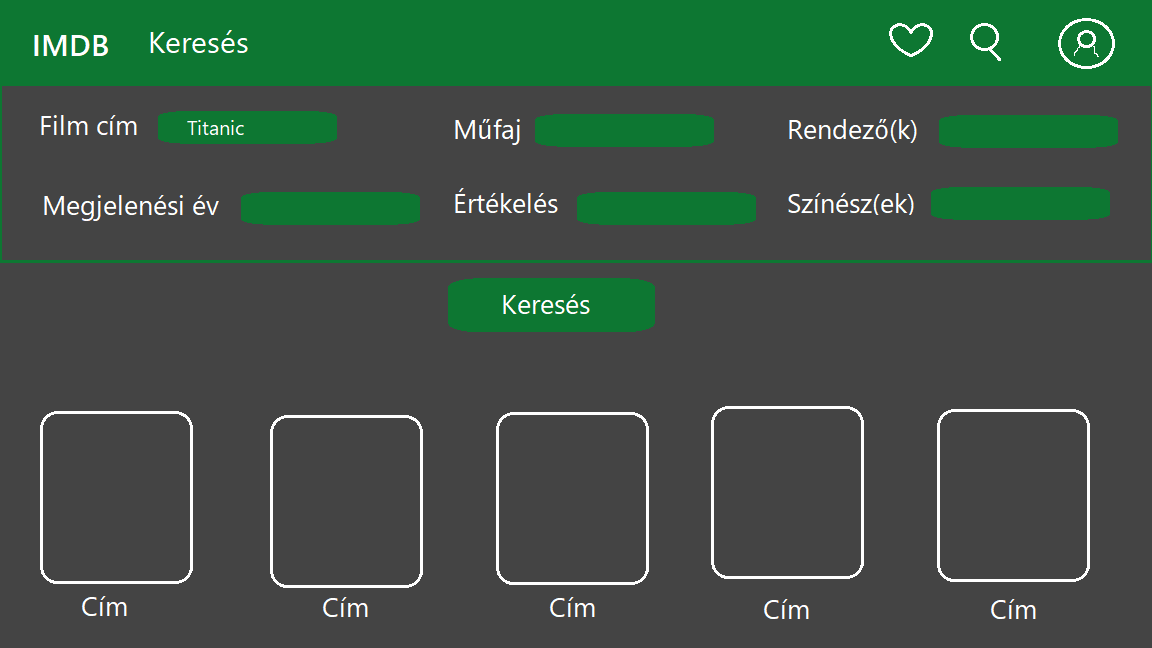 IMDB Keresés
Film cím Titanic Műfaj Rendező(k)
Megjelenési év Értékelés Színész(ek)
Keresés
Cím Cím Cím Cím Cím